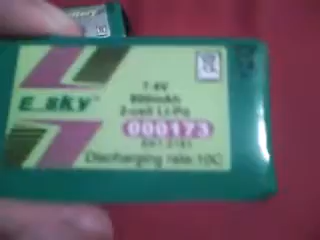 E_sky
7.4V
800mAh
2-cell Li-Po
000173
Discharging rate:10C